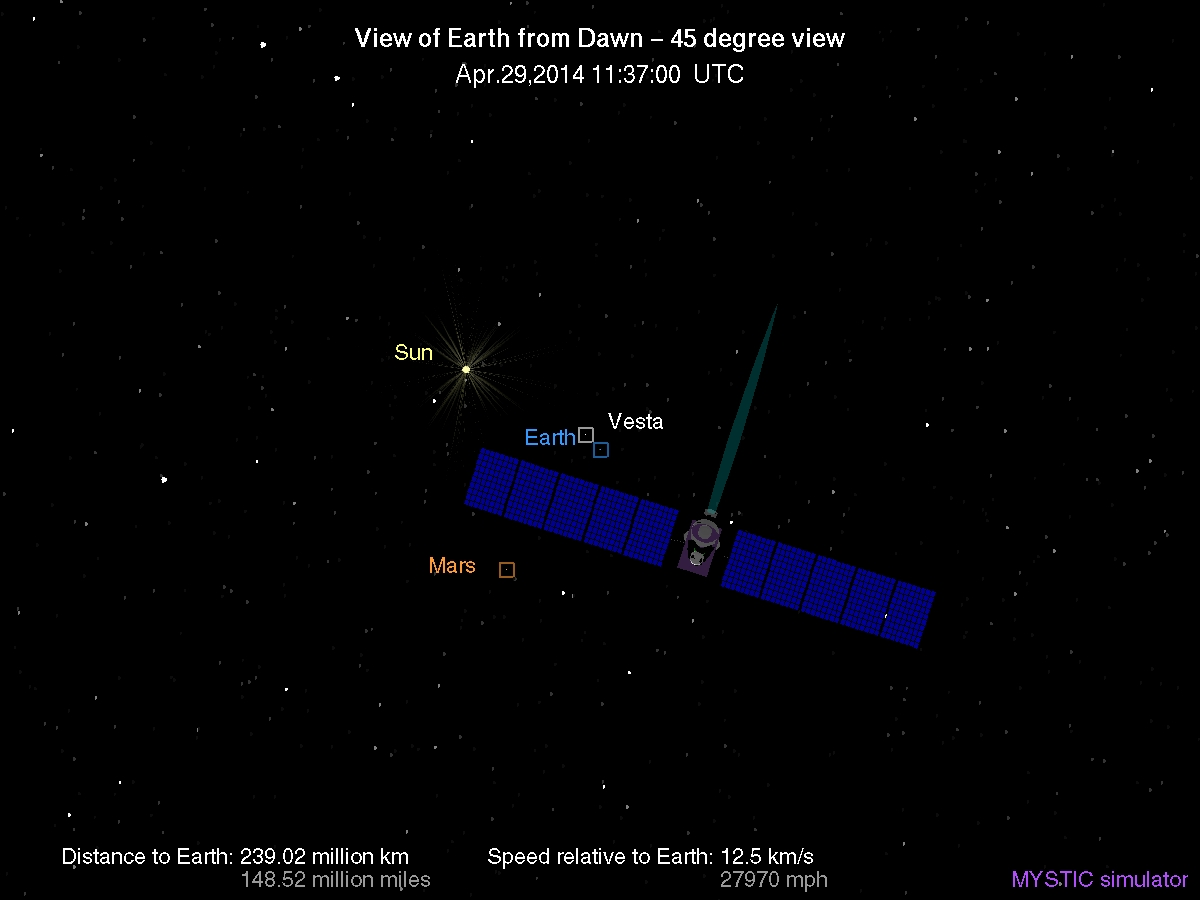 View of Earth from Dawn – 45 degree view
Apr.29,2014 11:37:00 UTC
Sun
Vesta
Earth
Mars
Distance to Earth: 239.02 million km
148.52 million miles
Speed relative to Earth: 12.5 km/s
27970 mph
MYSTIC simulator